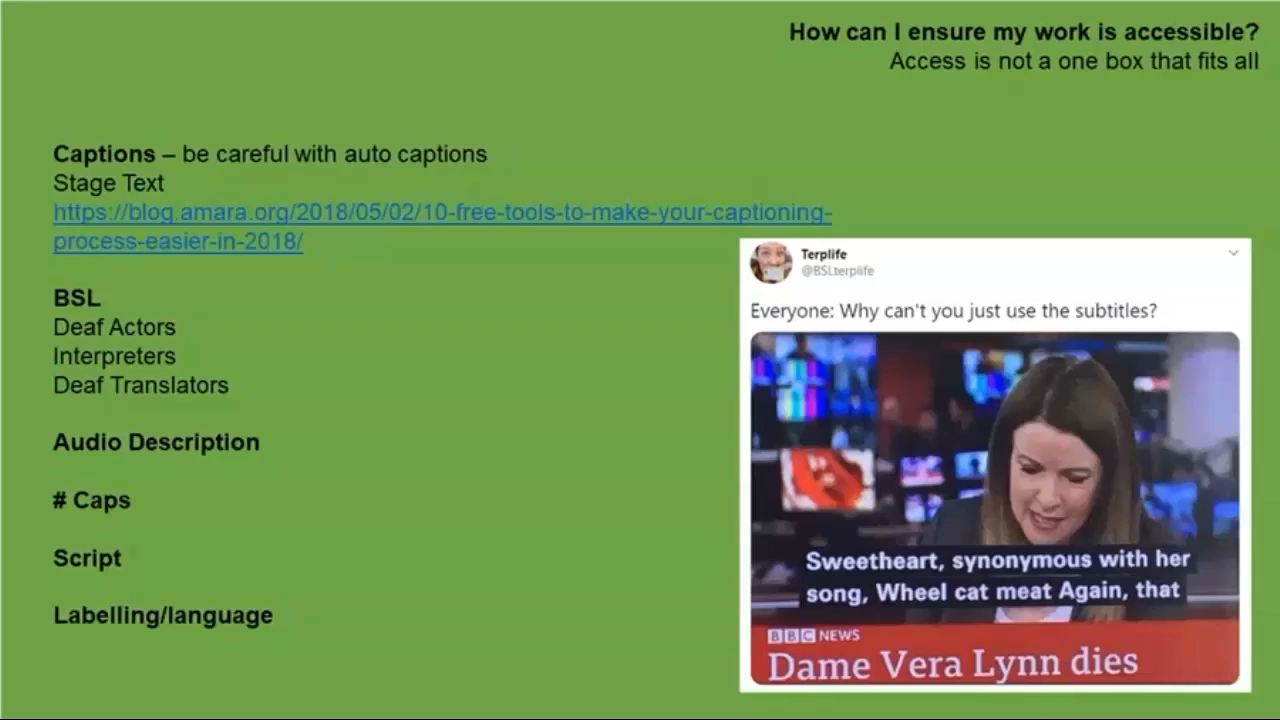 How can I ensure my work is accessible?
Access is not a one box that fits all
Captions – be careful with auto captions
Stage Text
https://blog.amara.org/2018/05/02/10-free-tools-to-make-your-captioning-
process-easier-in-2018/
BSL
Deaf Actors
Interpreters
Deaf Translators
Audio Description
# Caps
Script
Labelling/language
Terplife
@BSLterplife
Everyone: Why can't you just use the subtitles?
Sweetheart, synonymous with her
song, Wheel cat meat Again, that
BBC NEWS
Dame Vera Lynn dies